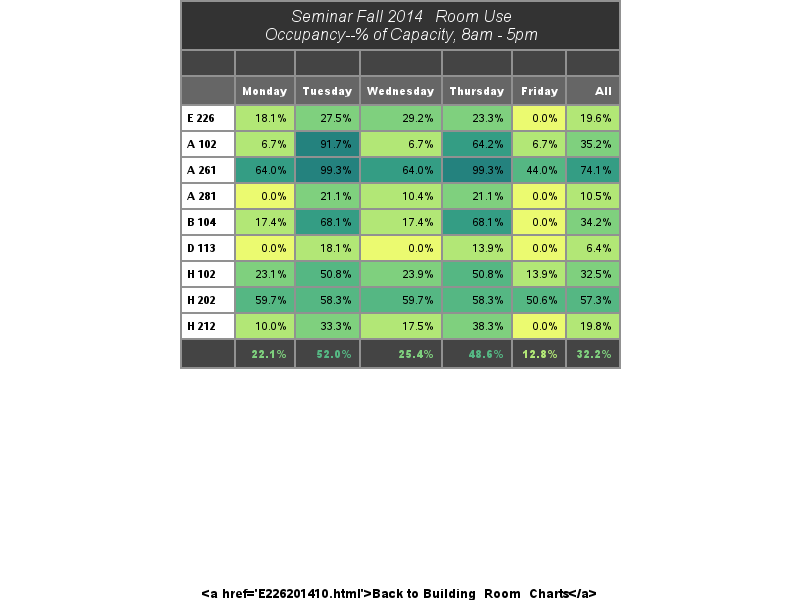 Seminar Fall 2014 Room Use
Occupancy--% of Capacity, 8am - 5pm
Monday Tuesday Wednesday Thursday Friday All
E 226 18.1% 27.5% 29.2% 23.3% 0.0% 19.6%
A 102 6.7% 91.7% 6.7% 64.2% 6.7% 35.2%
A 261 64.0% 99.3% 64.0% 99.3% 44.0% 74.1%
A 281 0.0% 21.1% 10.4% 21.1% 0.0% 10.5%
B 104 17.4% 68.1% 17.4% 68.1% 0.0% 34.2%
D 113 0.0% 18.1% 0.0% 13.9% 0.0% 6.4%
H 102 23.1% 50.8% 23.9% 50.8% 13.9% 32.5%
H 202 59.7% 58.3% 59.7% 58.3% 50.6% 57.3%
H 212 10.0% 33.3% 17.5% 38.3% 0.0% 19.8%
22.1% 52.0% 25.4% 48.6% 12.8% 32.2%
<a href='E226201410.html'>Back to Building_Room_Charts</a>